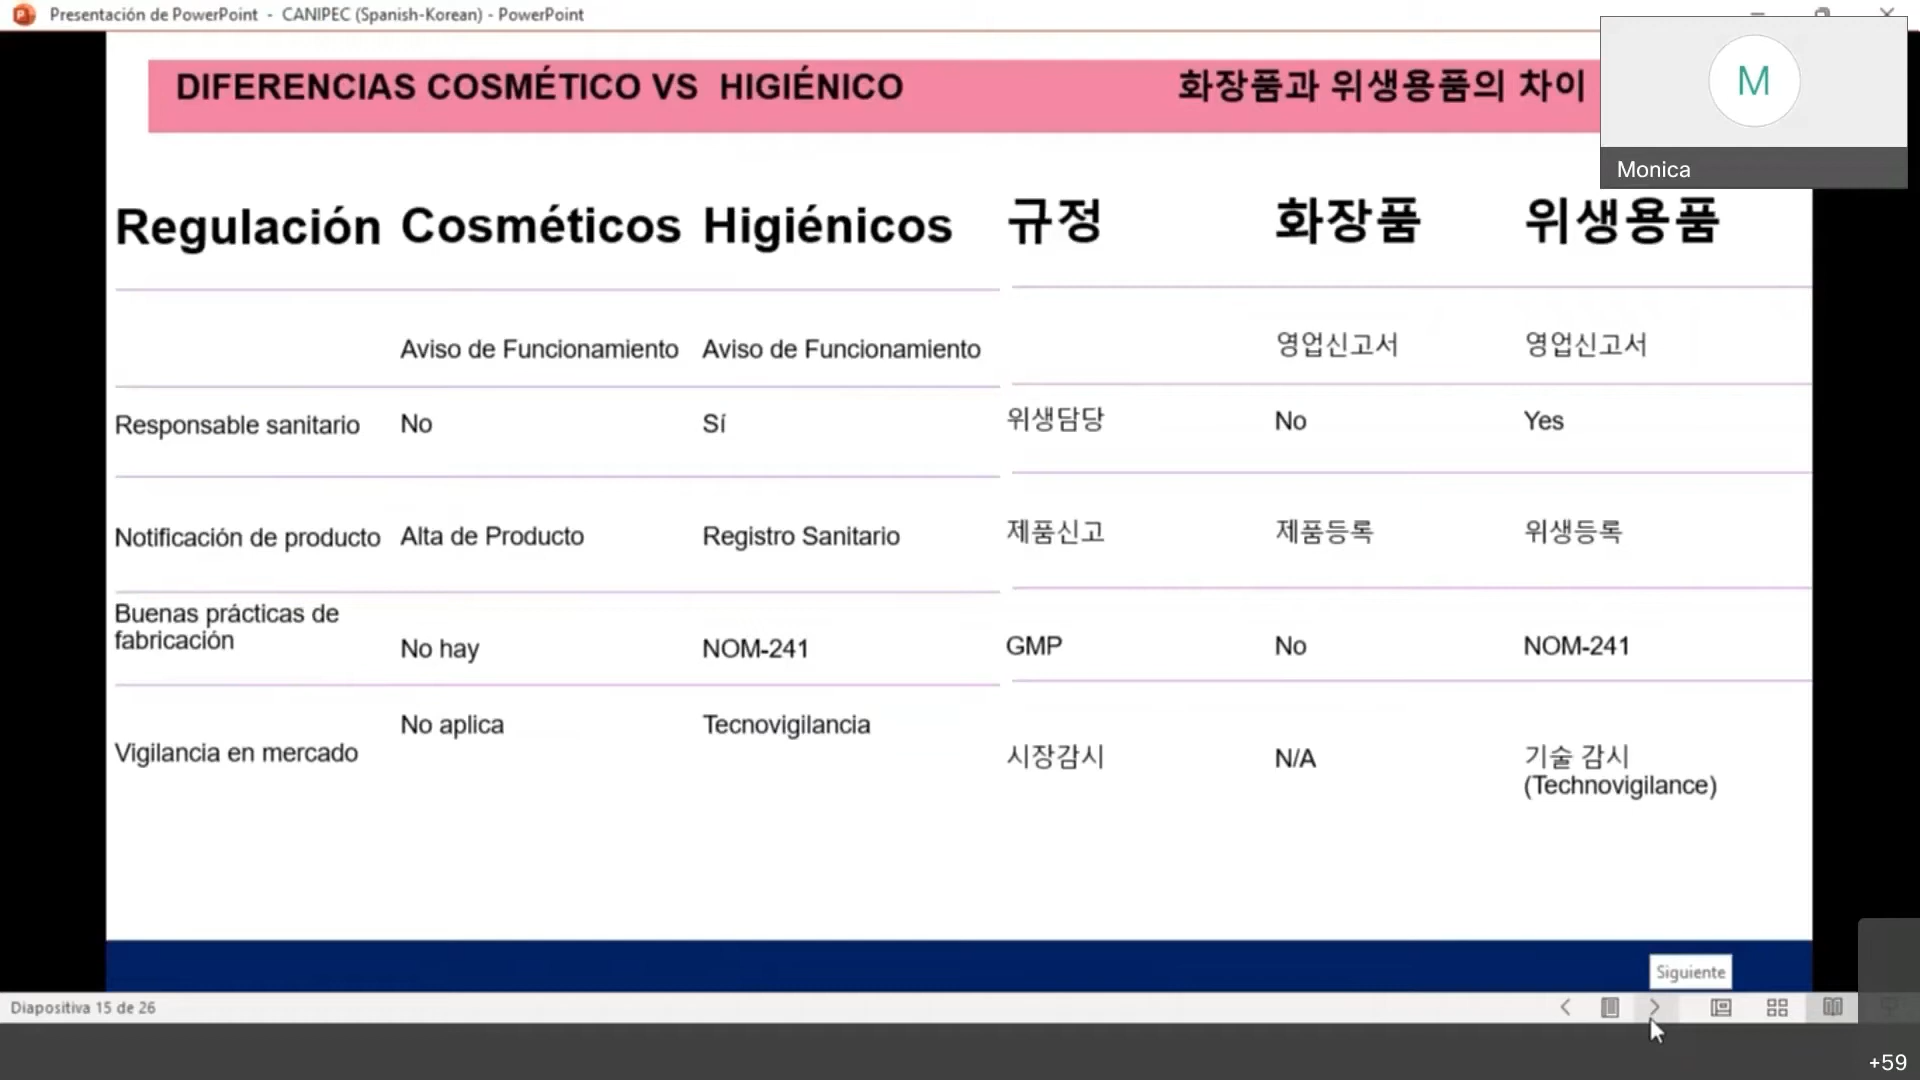 Presentación de PowerPoint - CANIPEC (Spanish-Korean) - PowerPoint
M
Monica
DIFERENCIAS COSMÉTICO VS HIGIÉNICO 화장품과 위생용품의 차이
Regulación Cosméticos Higiénicos 규정 화장품 위생용품
Aviso de Funcionamiento Aviso de Funcionamiento 영업신고서 영업신고서
Responsable sanitario No Sí 위생담당 No Yes
Notificación de producto Alta de Producto Registro Sanitario 제품신고 제품등록 위생등록
Buenas prácticas de
fabricación No hay NOM-241 GMP No NOM-241
Vigilancia en mercado No aplica Tecnovigilancia 시장감시 N/A 기술 감시
(Technovigilance)
Siguiente
Diapositiva 15 de 26
+59